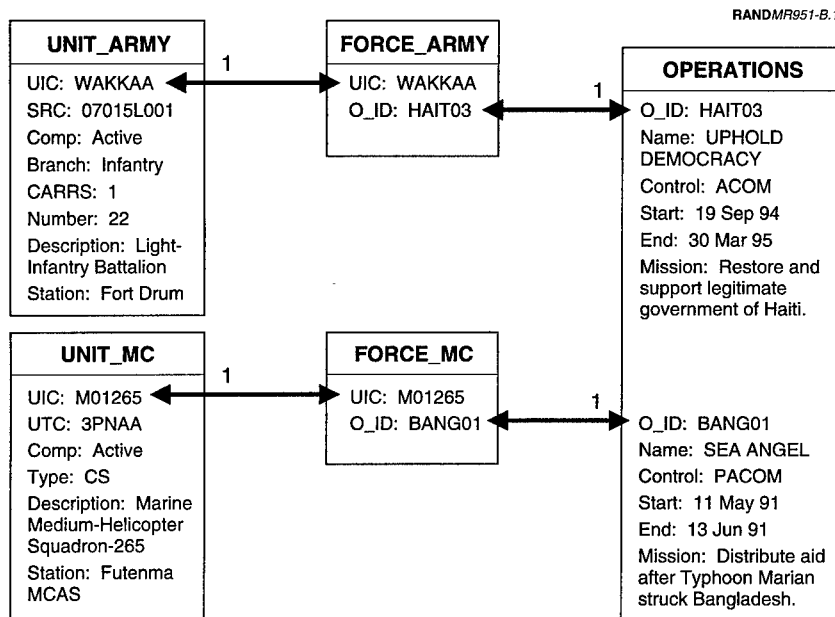 RANDMR951-B.1
UNIT_ARMY
UIC: WAKKAA
SRC: 07015L001
Comp: Active
Branch: Infantry
CARRS: 1
Number: 22
Description: Light-
Infantry Battalion
Station: Fort Drum
1
FORCE_ARMY
UIC: WAKKAA
O_ID: HAIT03
1
OPERATIONS
O_ID: HAIT03
Name: UPHOLD
DEMOCRACY
Control: ACOM
Start: 19 Sep 94
End: 30 Mar 95
Mission: Restore and
support legitimate
government of Haiti.
UNIT_MC
UIC: M01265
UTC: 3PNAA
Comp: Active
Type: CS
Description: Marine
Medium-Helicopter
Squadron-265
Station: Futenma
MCAS
1
FORCE_MC
UIC: M01265
O_ID: BANG01
1
O_ID: BANG01
Name: SEA ANGEL
Control: PACOM
Start: 11 May 91
End: 13 Jun 91
Mission: Distribute aid
after Typhoon Marian
struck Bangladesh.